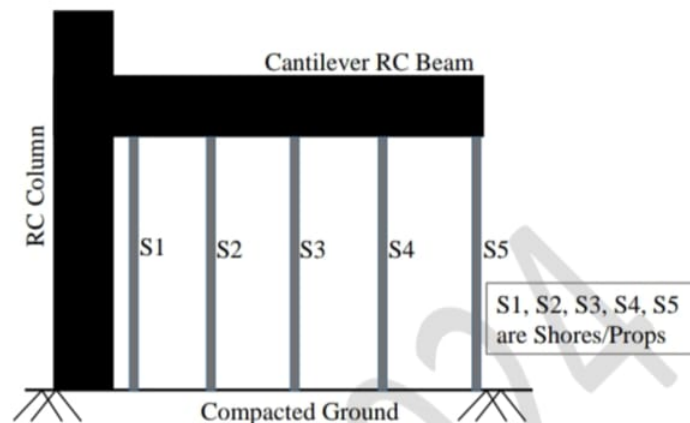 Cantilever RC Beam
RC Column
S1
S2
S3
S4
S5
S1, S2, S3, S4, S5
are Shores/Props
Compacted Ground